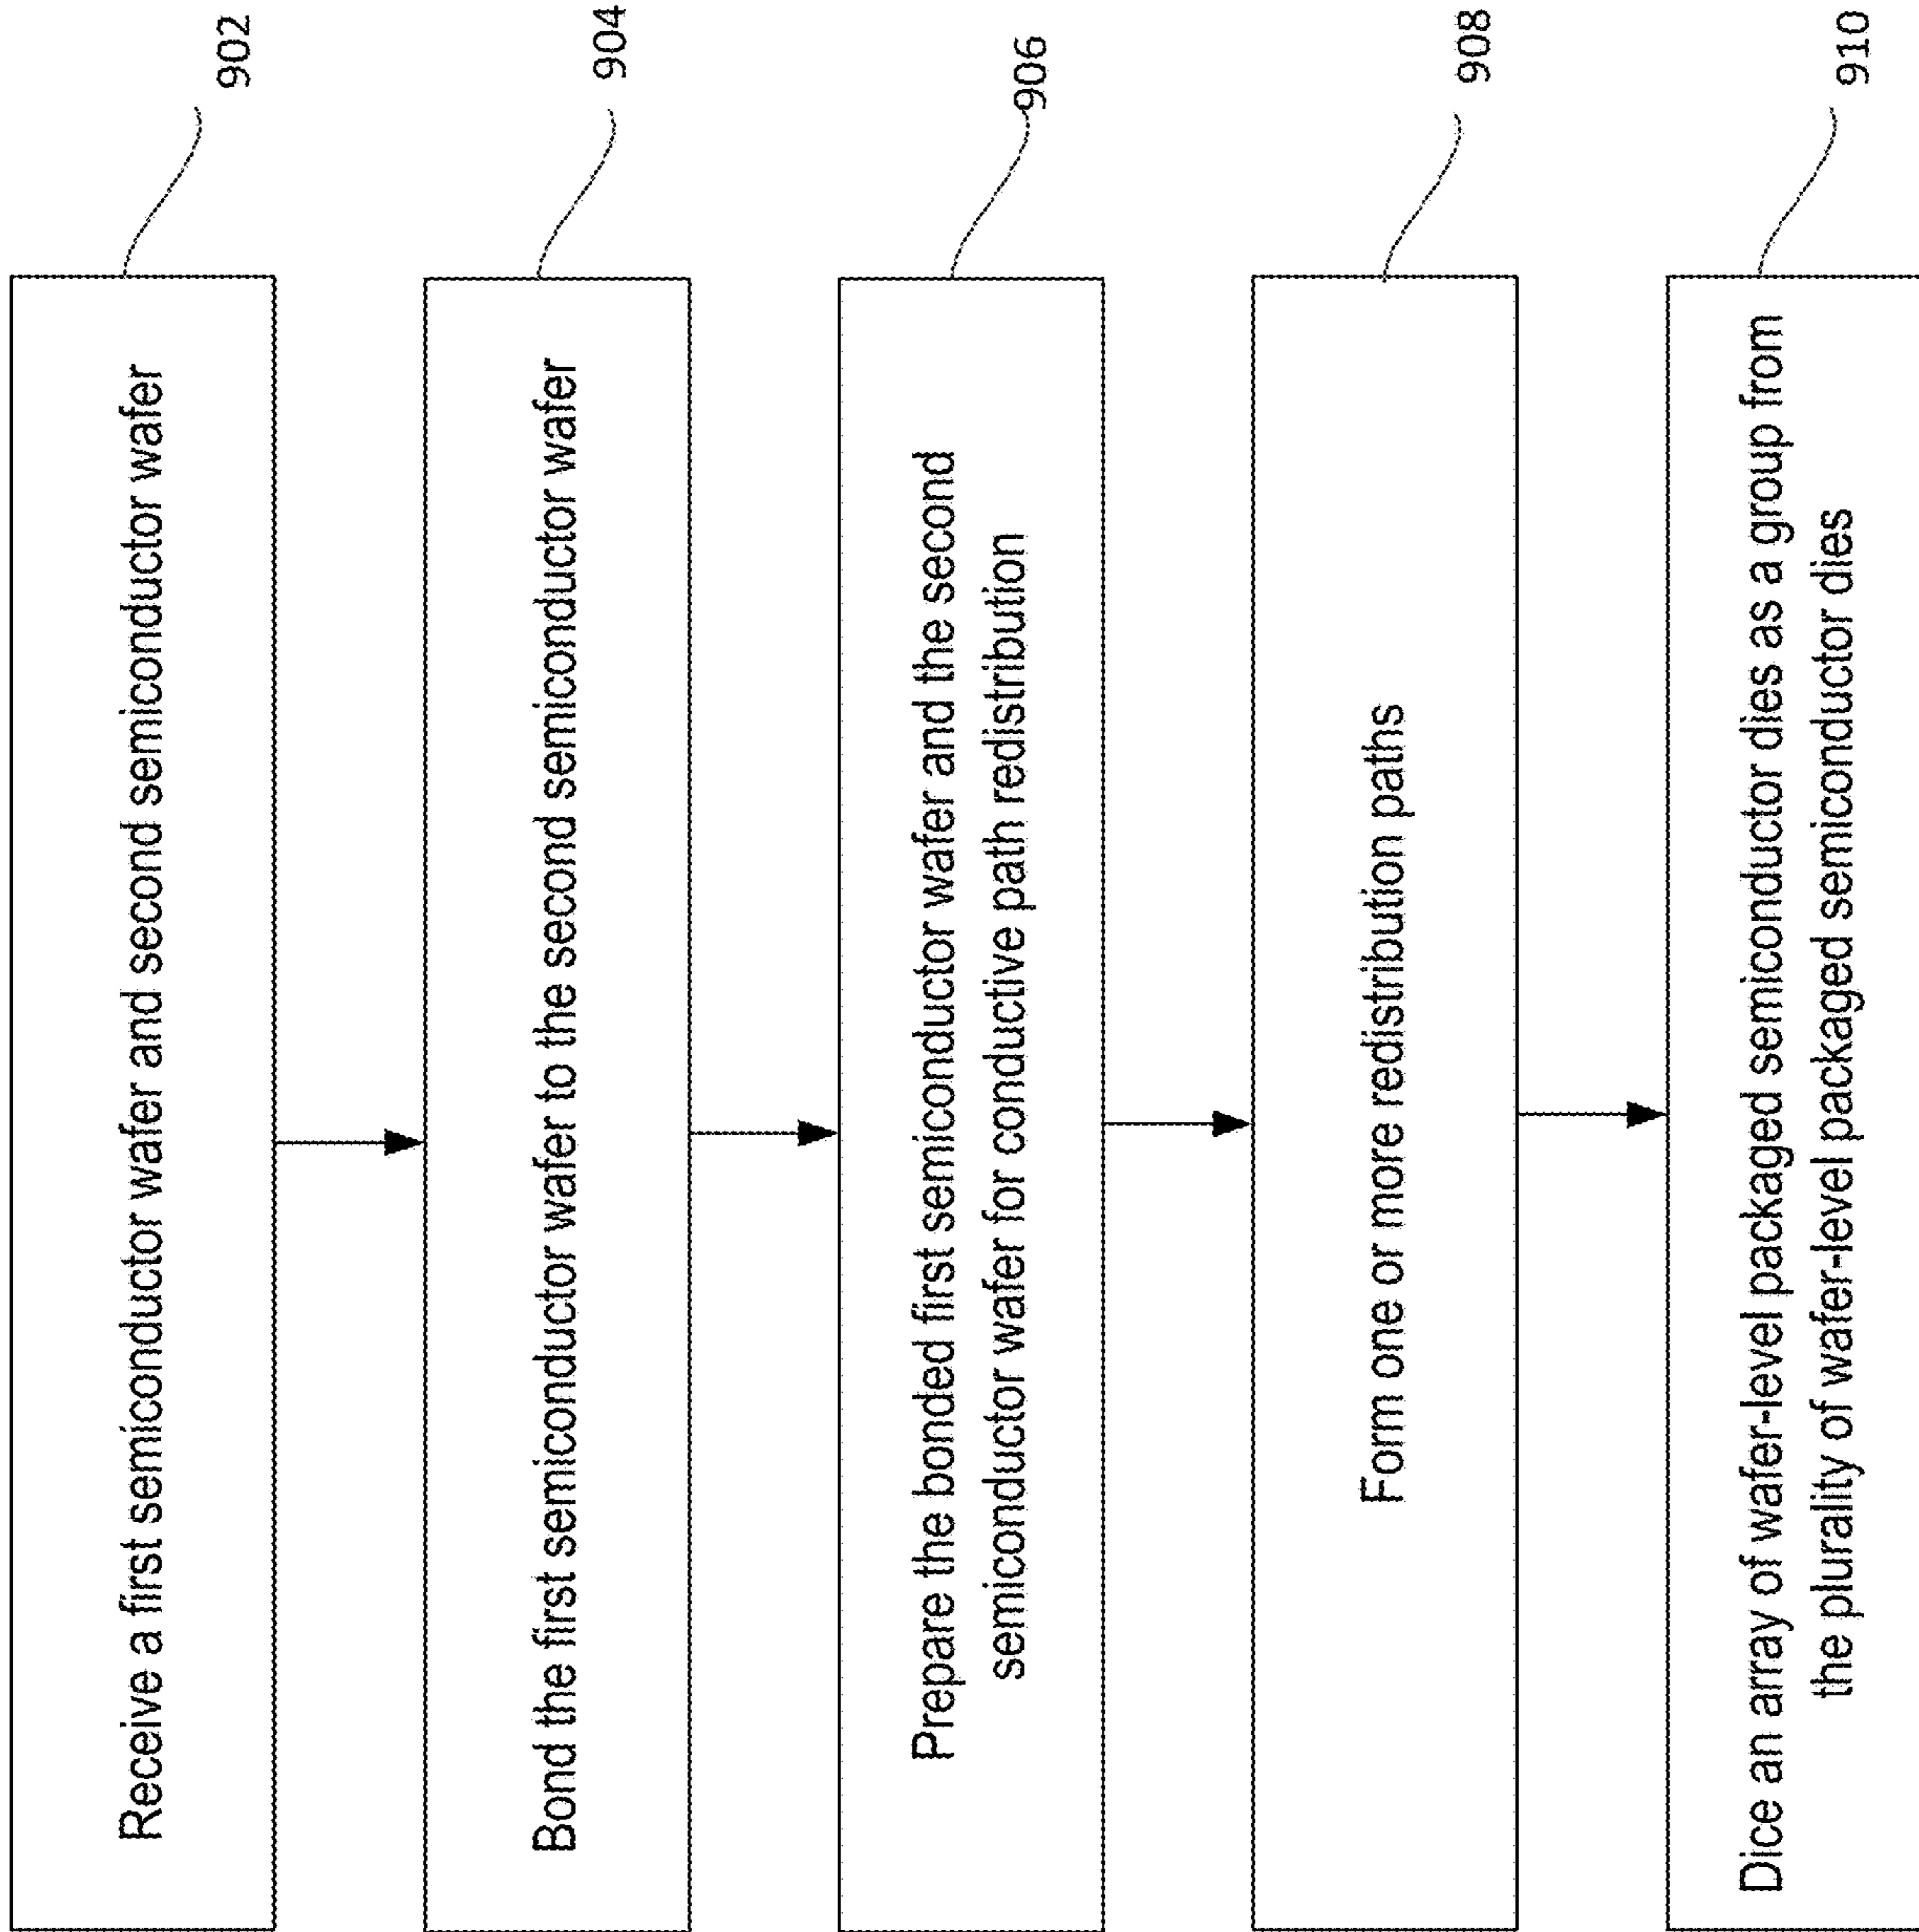 Receive a first semiconductor wafer and second semiconductor wafer
902
Bond the first semiconductor wafer to the second semiconductor wafer
904
Prepare the bonded first semiconductor wafer and the second
semiconductor wafer for conductive path redistribution
906
Form one or more redistribution paths
908
Dice an array of wafer-level packaged semiconductor dies as a group from
the plurality of wafer-level packaged semiconductor dies
910